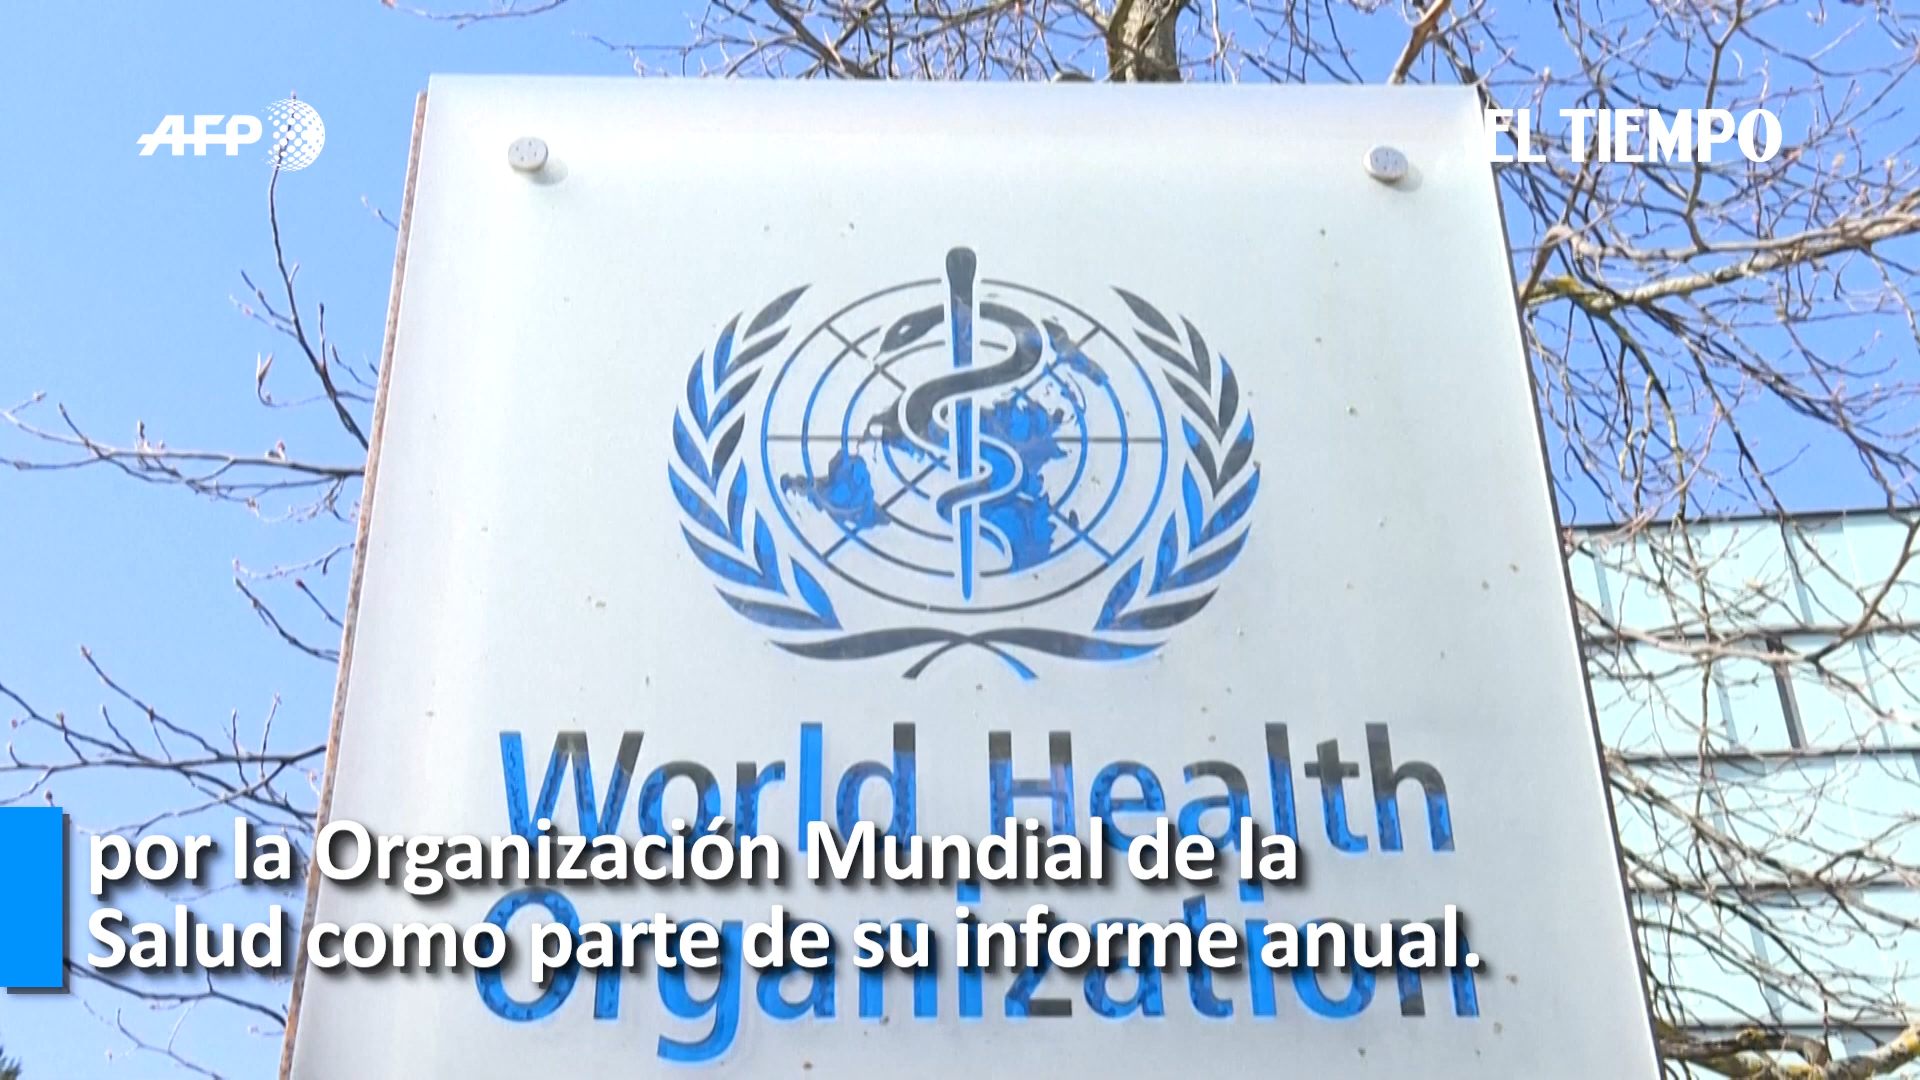 AFP
EL TIEMPO
World Health
Organization
por la Organización Mundial de la
Salud como parte de su informe anual.